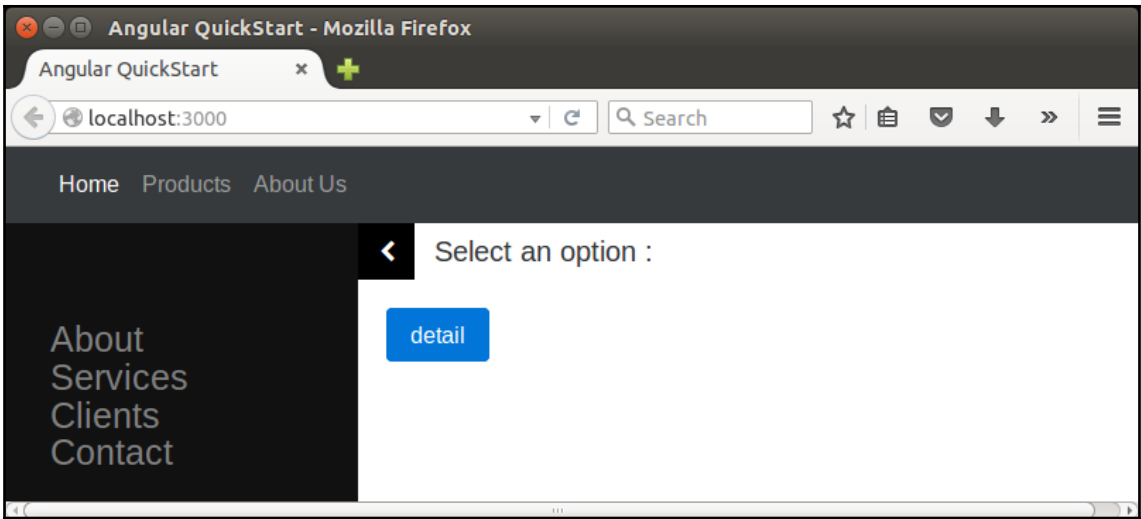 Angular QuickStart - Mozilla Firefox
Angular QuickStart
localhost:3000
Search
Home Products About Us
Select an option :
detail
About
Services
Clients
Contact